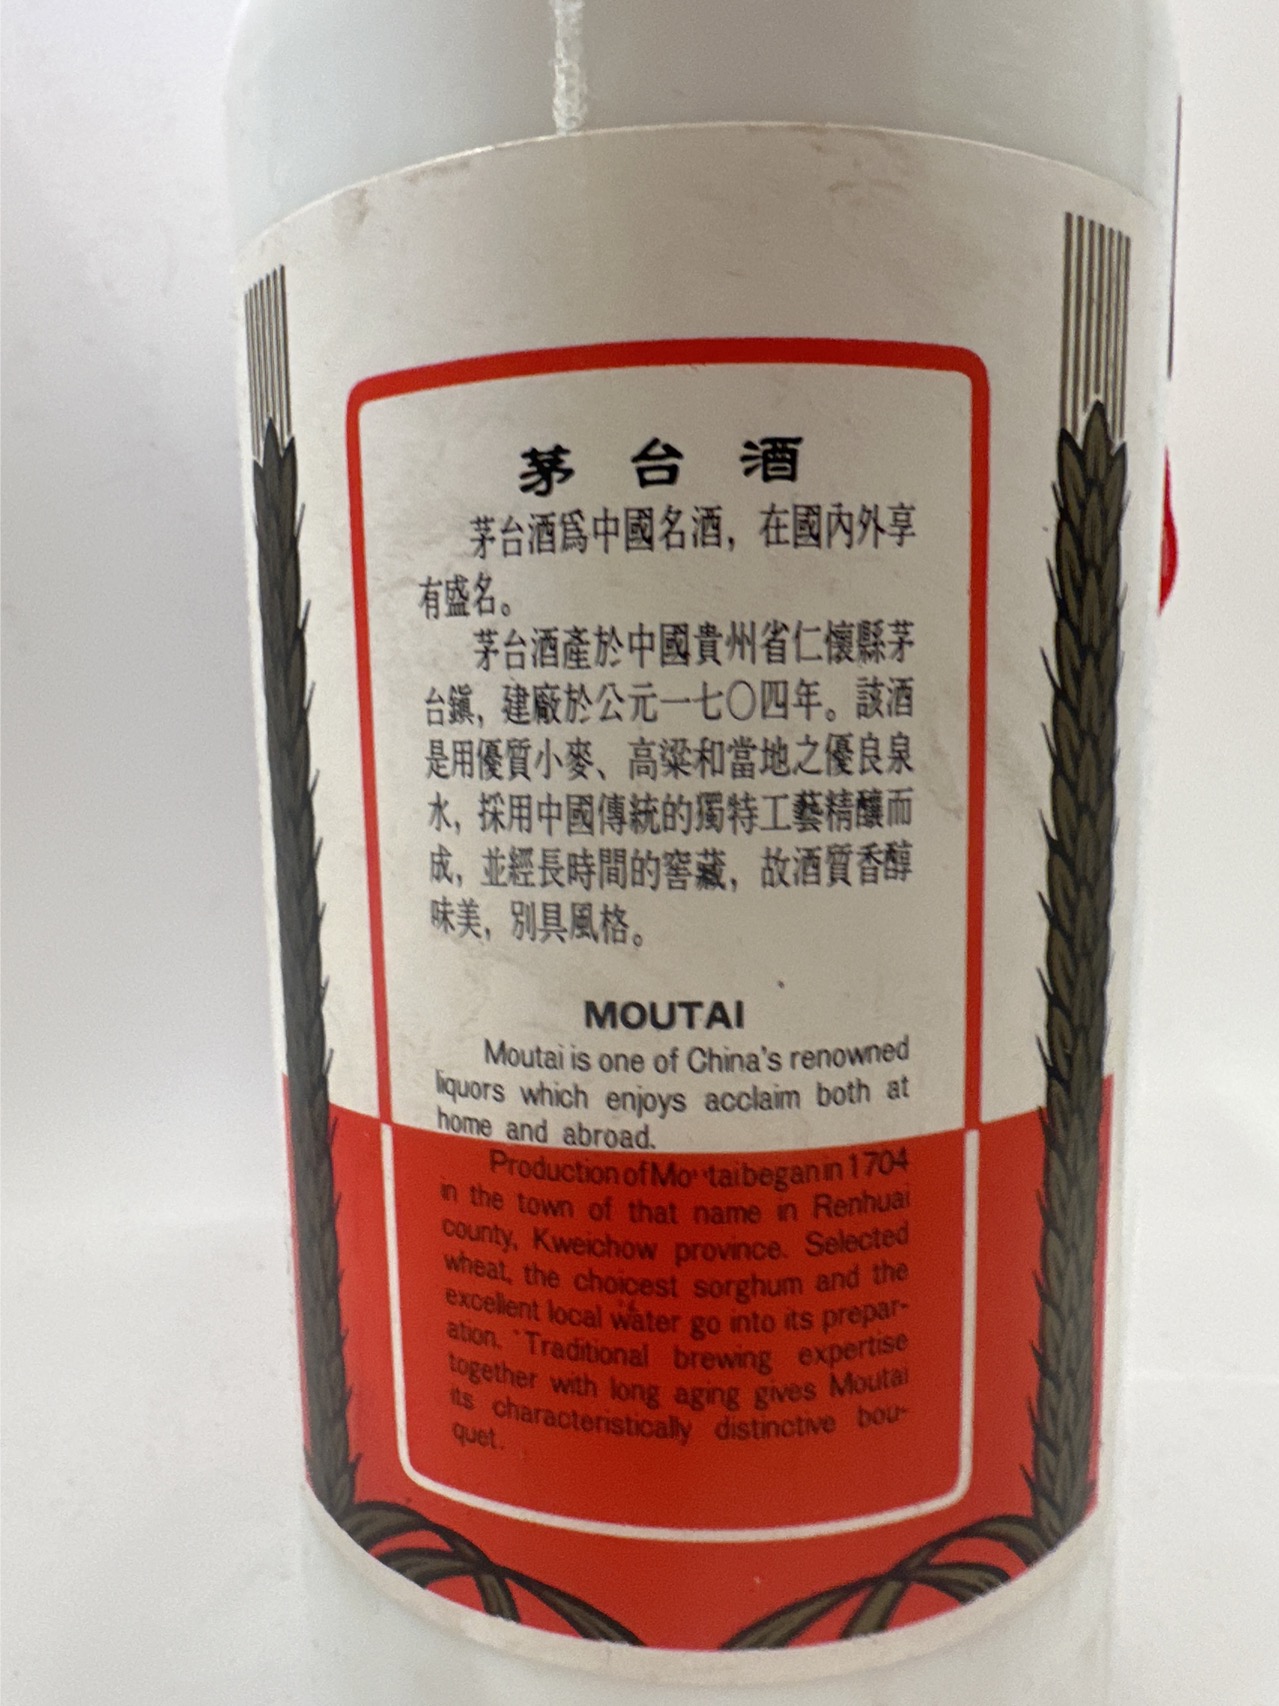 茅台酒
茅台酒爲中國名酒，在國內外享
有盛名。
茅台酒產於中國貴州省仁懷縣茅
台鎭，建廠於公元一七〇四年。該酒
是用優質小麥、高粱和當地之優良泉
水，採用中國傳統的獨特工藝精釀而
成，並經長時間的窖藏，故酒質香醇
味美，別具風格。
MOUTAI
Moutai is one of China's renowned
liquors which enjoys acclaim both at
home and abroad.
Production of Moutai began in 1704
in the town of that name in Renhuai
county, Kweichow province. Selected
wheat, the choicest sorghum and the
excellent local water go into its prepar-
ation. Traditional brewing expertise
together with long aging gives Moutai
its characteristically distinctive bou-
quet.